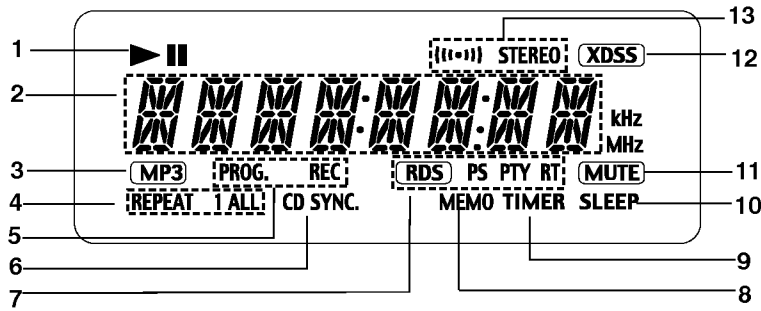 13
1 STEREO XDSS 12
2
kHz
MHz
3 MP3 PROG. REC RDS PS PTY RT MUTE 11
4 REPEAT 1 ALL CD SYNC. MEMO TIMER SLEEP 10
5
6 9
7 8